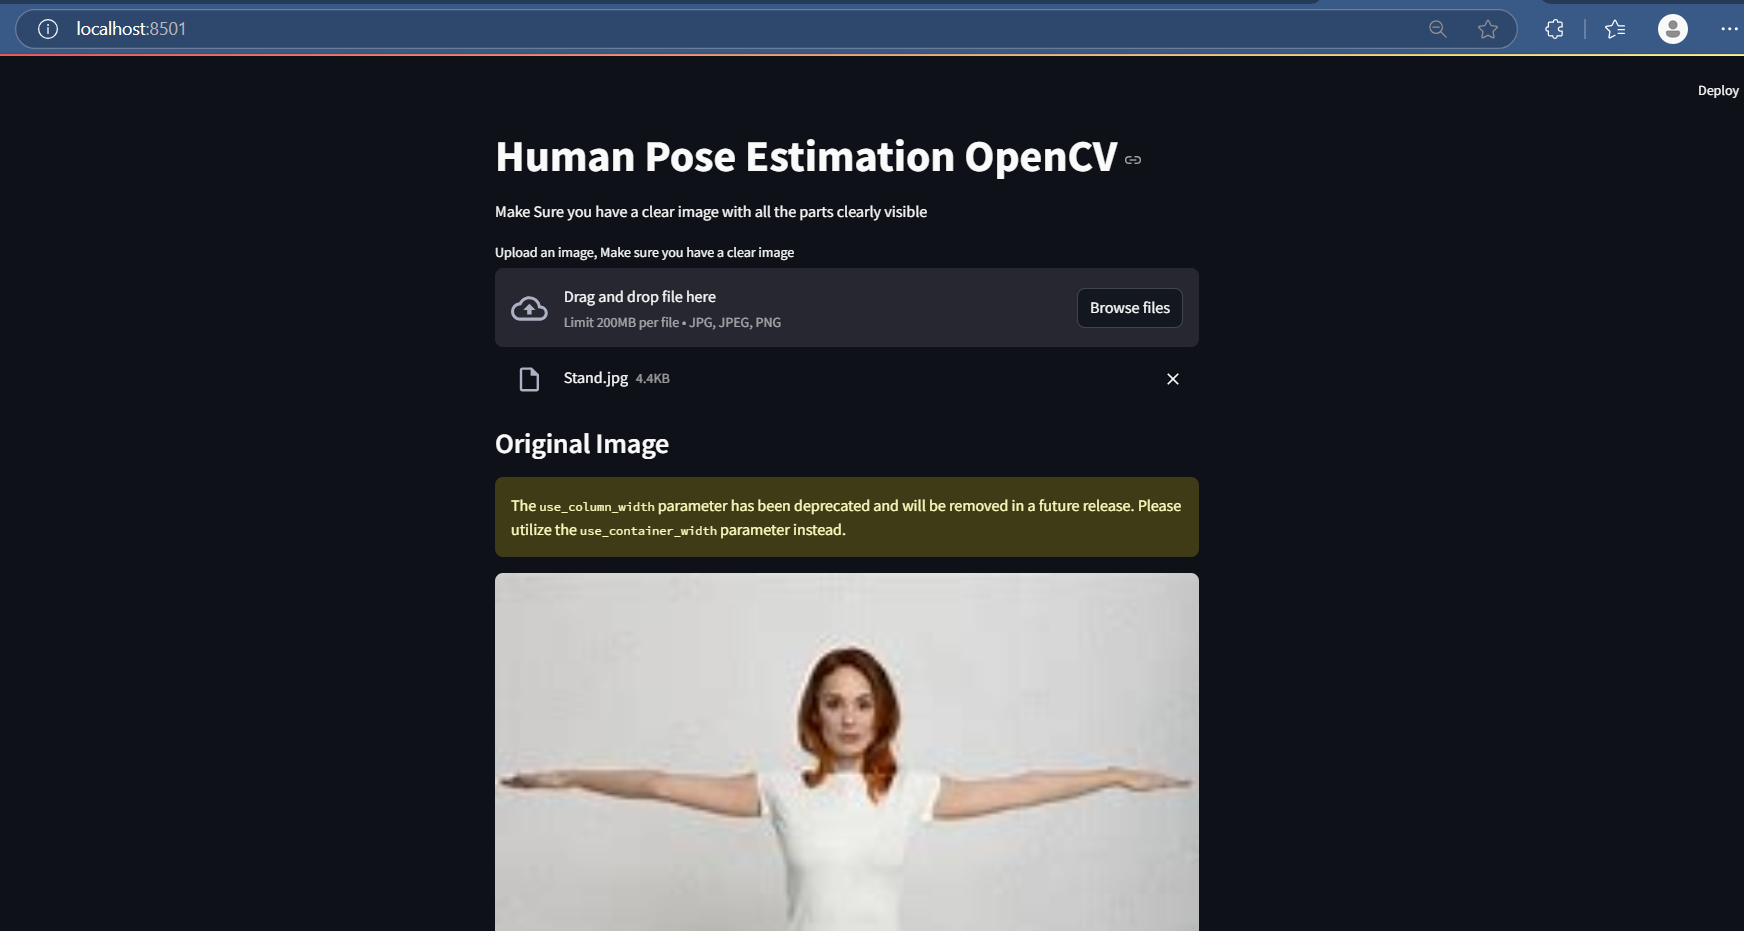 localhost:8501
Deploy
Human Pose Estimation OpenCV
Make Sure you have a clear image with all the parts clearly visible
Upload an image, Make sure you have a clear image
Drag and drop file here
Limit 200MB per file • JPG, JPEG, PNG
Browse files
Stand.jpg 4.4KB
Original Image
The use_column_width parameter has been deprecated and will be removed in a future release. Please
utilize the use_container_width parameter instead.